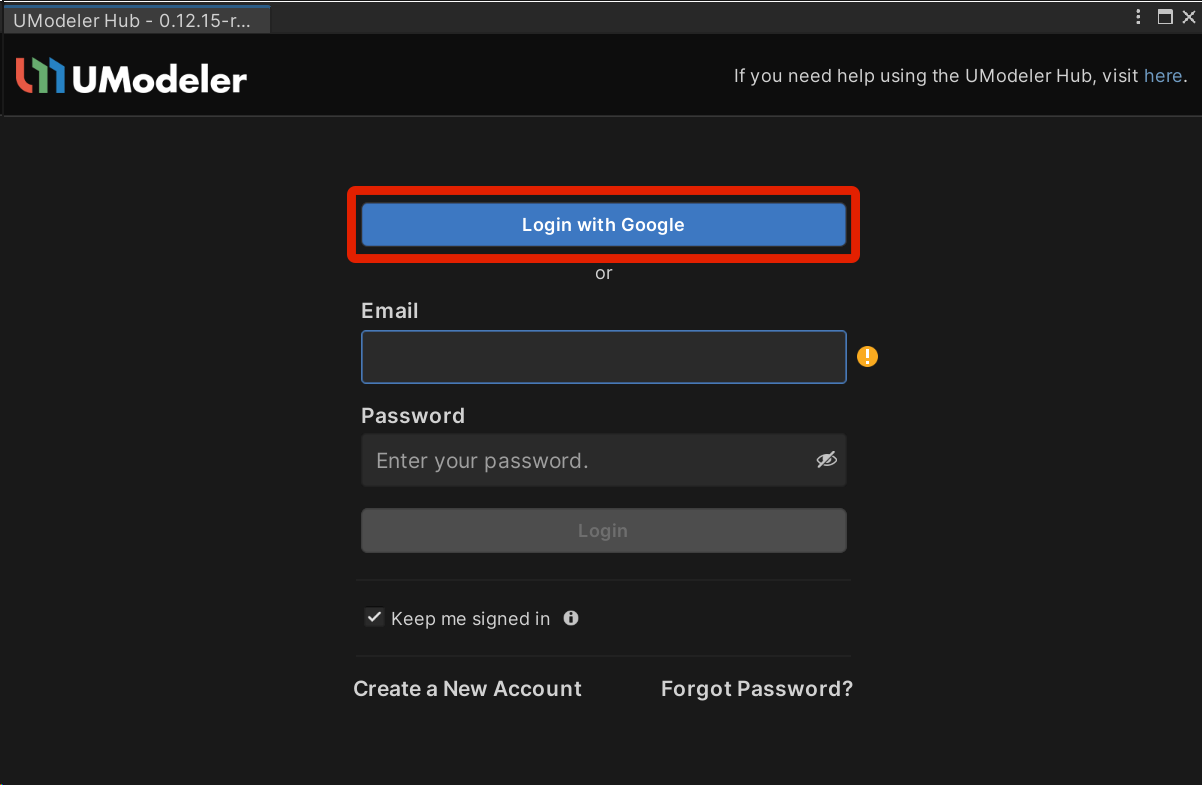 UModeler Hub - 0.12.15-r...
UModeler
If you need help using the UModeler Hub, visit here.
Login with Google
or
Email
Password
Enter your password.
Login
Keep me signed in
Create a New Account
Forgot Password?